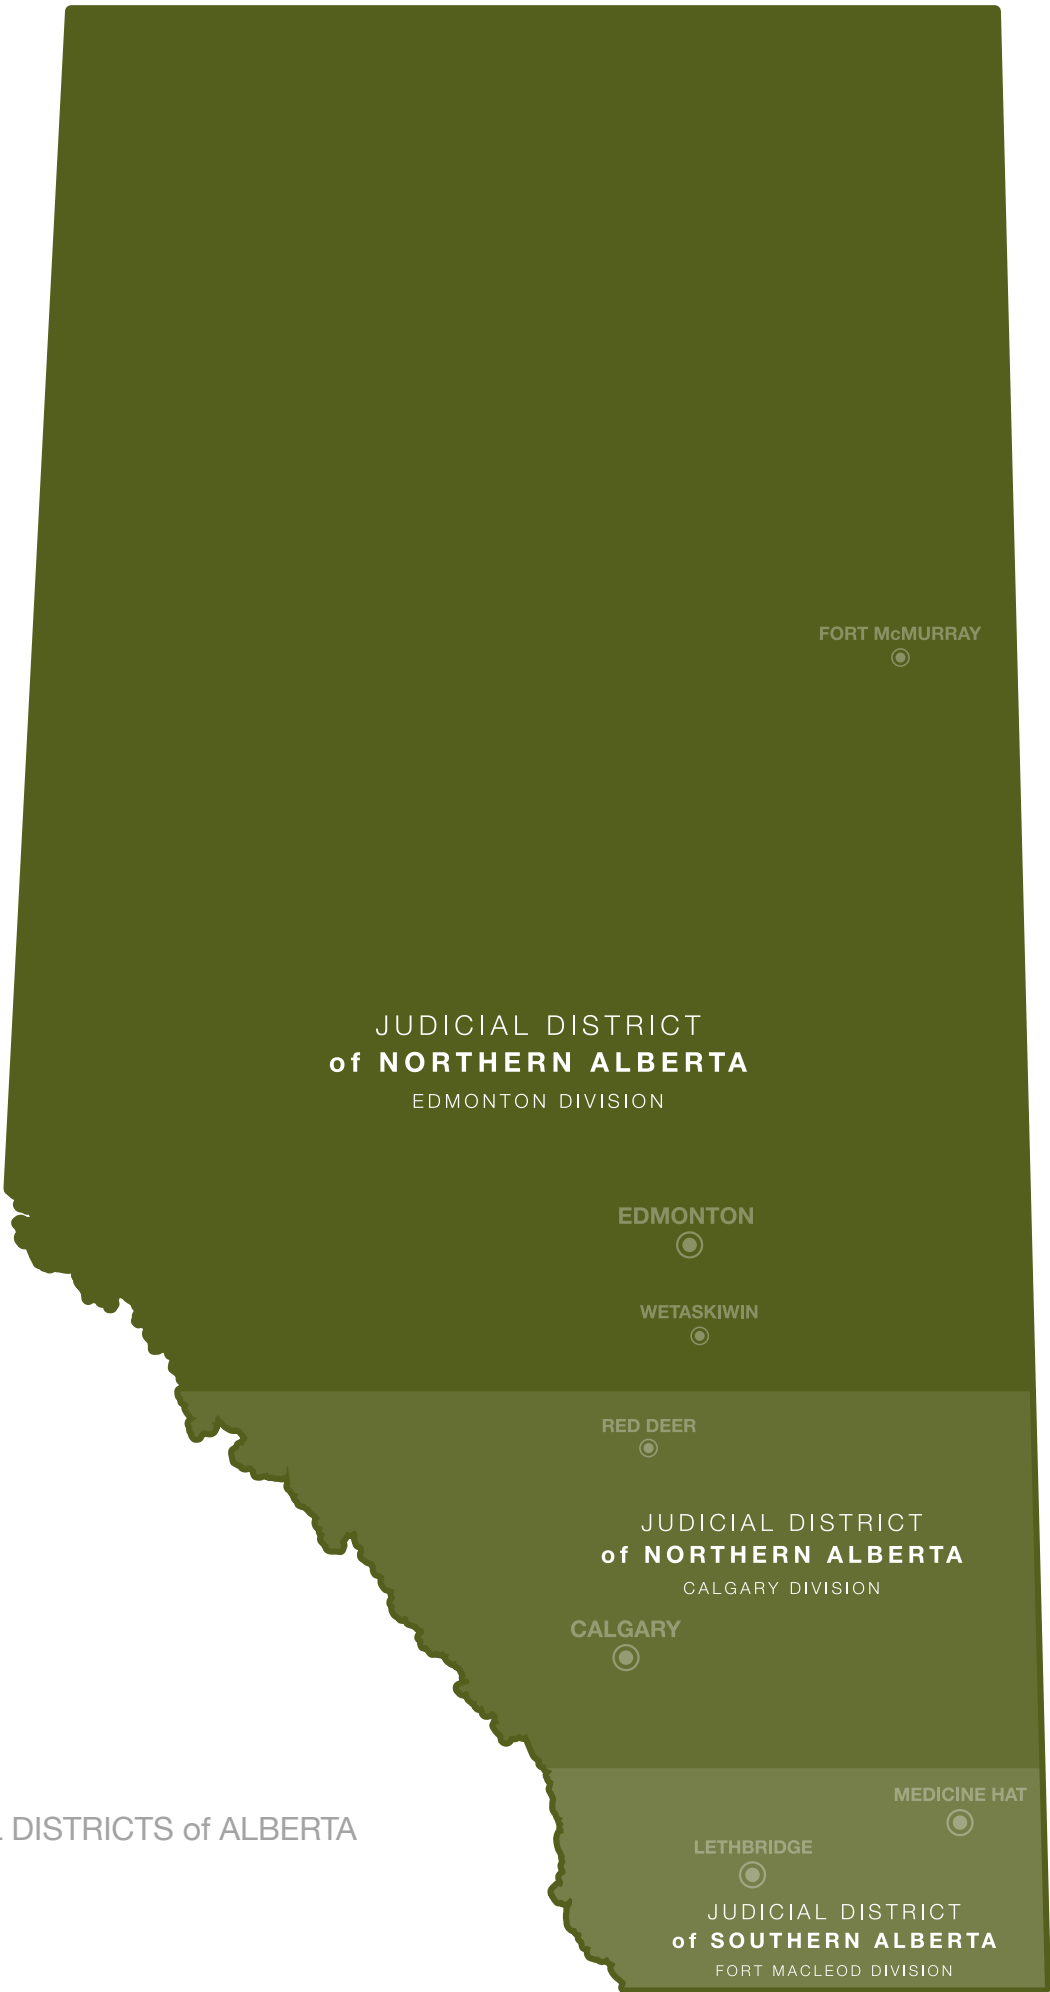 FORT McMURRAY
JUDICIAL DISTRICT
of NORTHERN ALBERTA
EDMONTON DIVISION
EDMONTON
WETASKIWIN
RED DEER
JUDICIAL DISTRICT
of NORTHERN ALBERTA
CALGARY DIVISION
CALGARY
MEDICINE HAT
DISTRICTS of ALBERTA
LETHBRIDGE
JUDICIAL DISTRICT
of SOUTHERN ALBERTA
FORT MACLEOD DIVISION